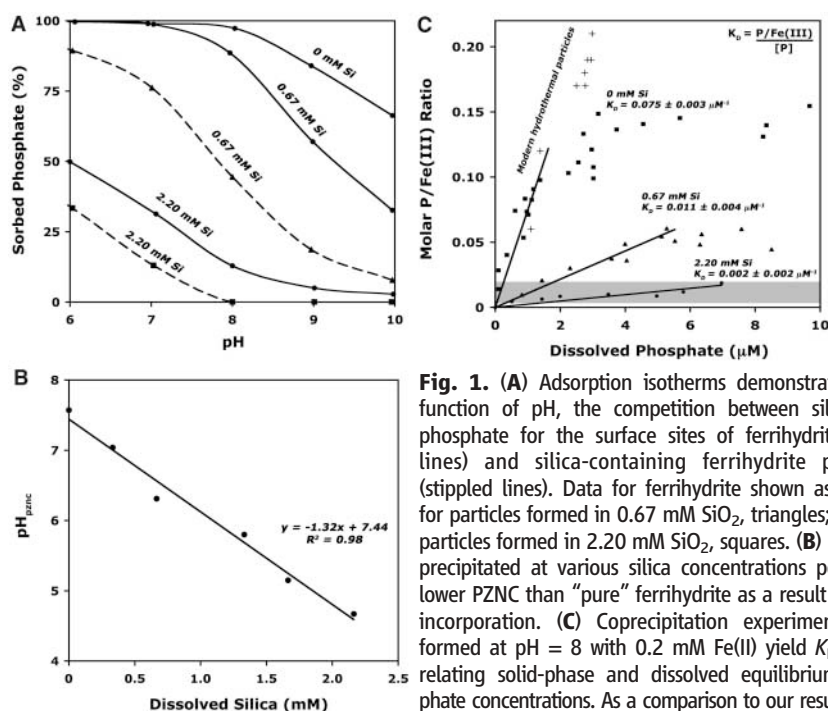 A
Sorbed Phosphate (%)
100
75
50
25
0
6
7
8
9
10
pH
0 mM Si
0.67 mM Si
0.67 mM Si
2.20 mM Si
2.20 mM Si
B
pHpznc
8
7
6
5
4
0
0.5
1.0
1.5
2.0
2.5
Dissolved Silica (mM)
y = –1.32x + 7.44
R² = 0.98
C
Molar P/Fe(III) Ratio
0.20
0.15
0.10
0.05
0
0
2
4
6
8
10
Dissolved Phosphate (μM)
K_D = P/Fe(III)
[P]
Modern hydrothermal particles
0 mM Si
K_D = 0.075 ± 0.003 μM⁻¹
0.67 mM Si
K_D = 0.011 ± 0.004 μM⁻¹
2.20 mM Si
K_D = 0.002 ± 0.002 μM⁻¹
Fig. 1. (A) Adsorption isotherms demonstra
function of pH, the competition between sil
phosphate for the surface sites of ferrihydrit
lines) and silica-containing ferrihydrite p
(stippled lines). Data for ferrihydrite shown as
for particles formed in 0.67 mM SiO₂, triangles;
particles formed in 2.20 mM SiO₂, squares. (B)
precipitated at various silica concentrations p
lower PZNC than “pure” ferrihydrite as a result
incorporation. (C) Coprecipitation experimen
formed at pH = 8 with 0.2 mM Fe(II) yield K
relating solid-phase and dissolved equilibriu
phate concentrations. As a comparison to our resu